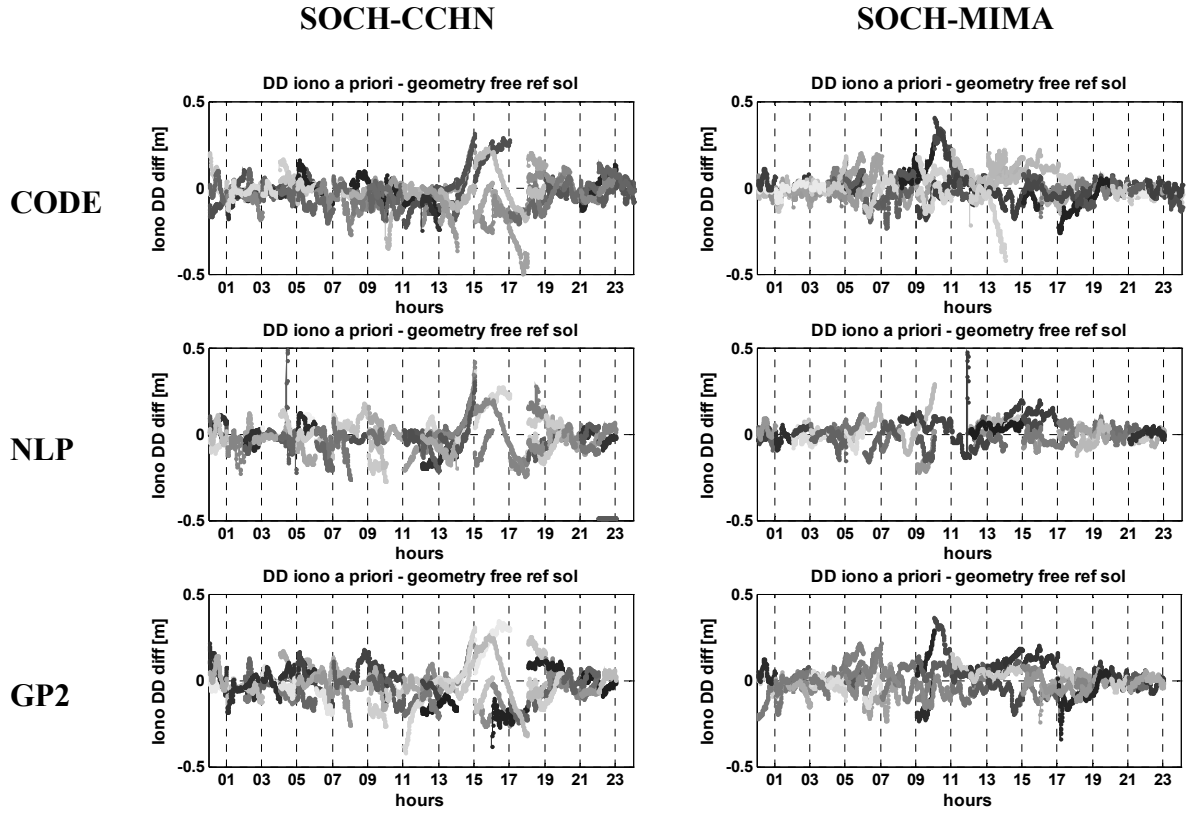 SOCH-CCHN SOCH-MIMA
CODE
DD iono a priori - geometry free ref sol
0.5
0
-0.5
Iono DD diff [m]
01 03 05 07 09 11 13 15 17 19 21 23
hours
DD iono a priori - geometry free ref sol
0.5
0
-0.5
Iono DD diff [m]
01 03 05 07 09 11 13 15 17 19 21 23
hours
NLP
DD iono a priori - geometry free ref sol
0.5
0
-0.5
Iono DD diff [m]
01 03 05 07 09 11 13 15 17 19 21 23
hours
DD iono a priori - geometry free ref sol
0.5
0
-0.5
Iono DD diff [m]
01 03 05 07 09 11 13 15 17 19 21 23
hours
GP2
DD iono a priori - geometry free ref sol
0.5
0
-0.5
Iono DD diff [m]
01 03 05 07 09 11 13 15 17 19 21 23
hours
DD iono a priori - geometry free ref sol
0.5
0
-0.5
Iono DD diff [m]
01 03 05 07 09 11 13 15 17 19 21 23
hours